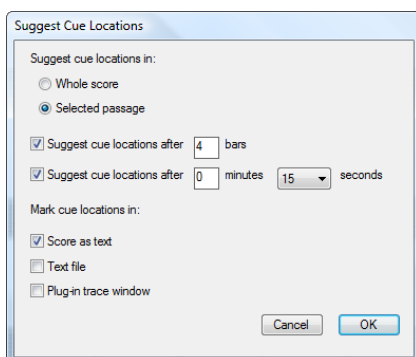 Suggest Cue Locations
Suggest cue locations in:
Whole score
Selected passage
Suggest cue locations after 4 bars
Suggest cue locations after 0 minutes 15 seconds
Mark cue locations in:
Score as text
Text file
Plug-in trace window
Cancel OK